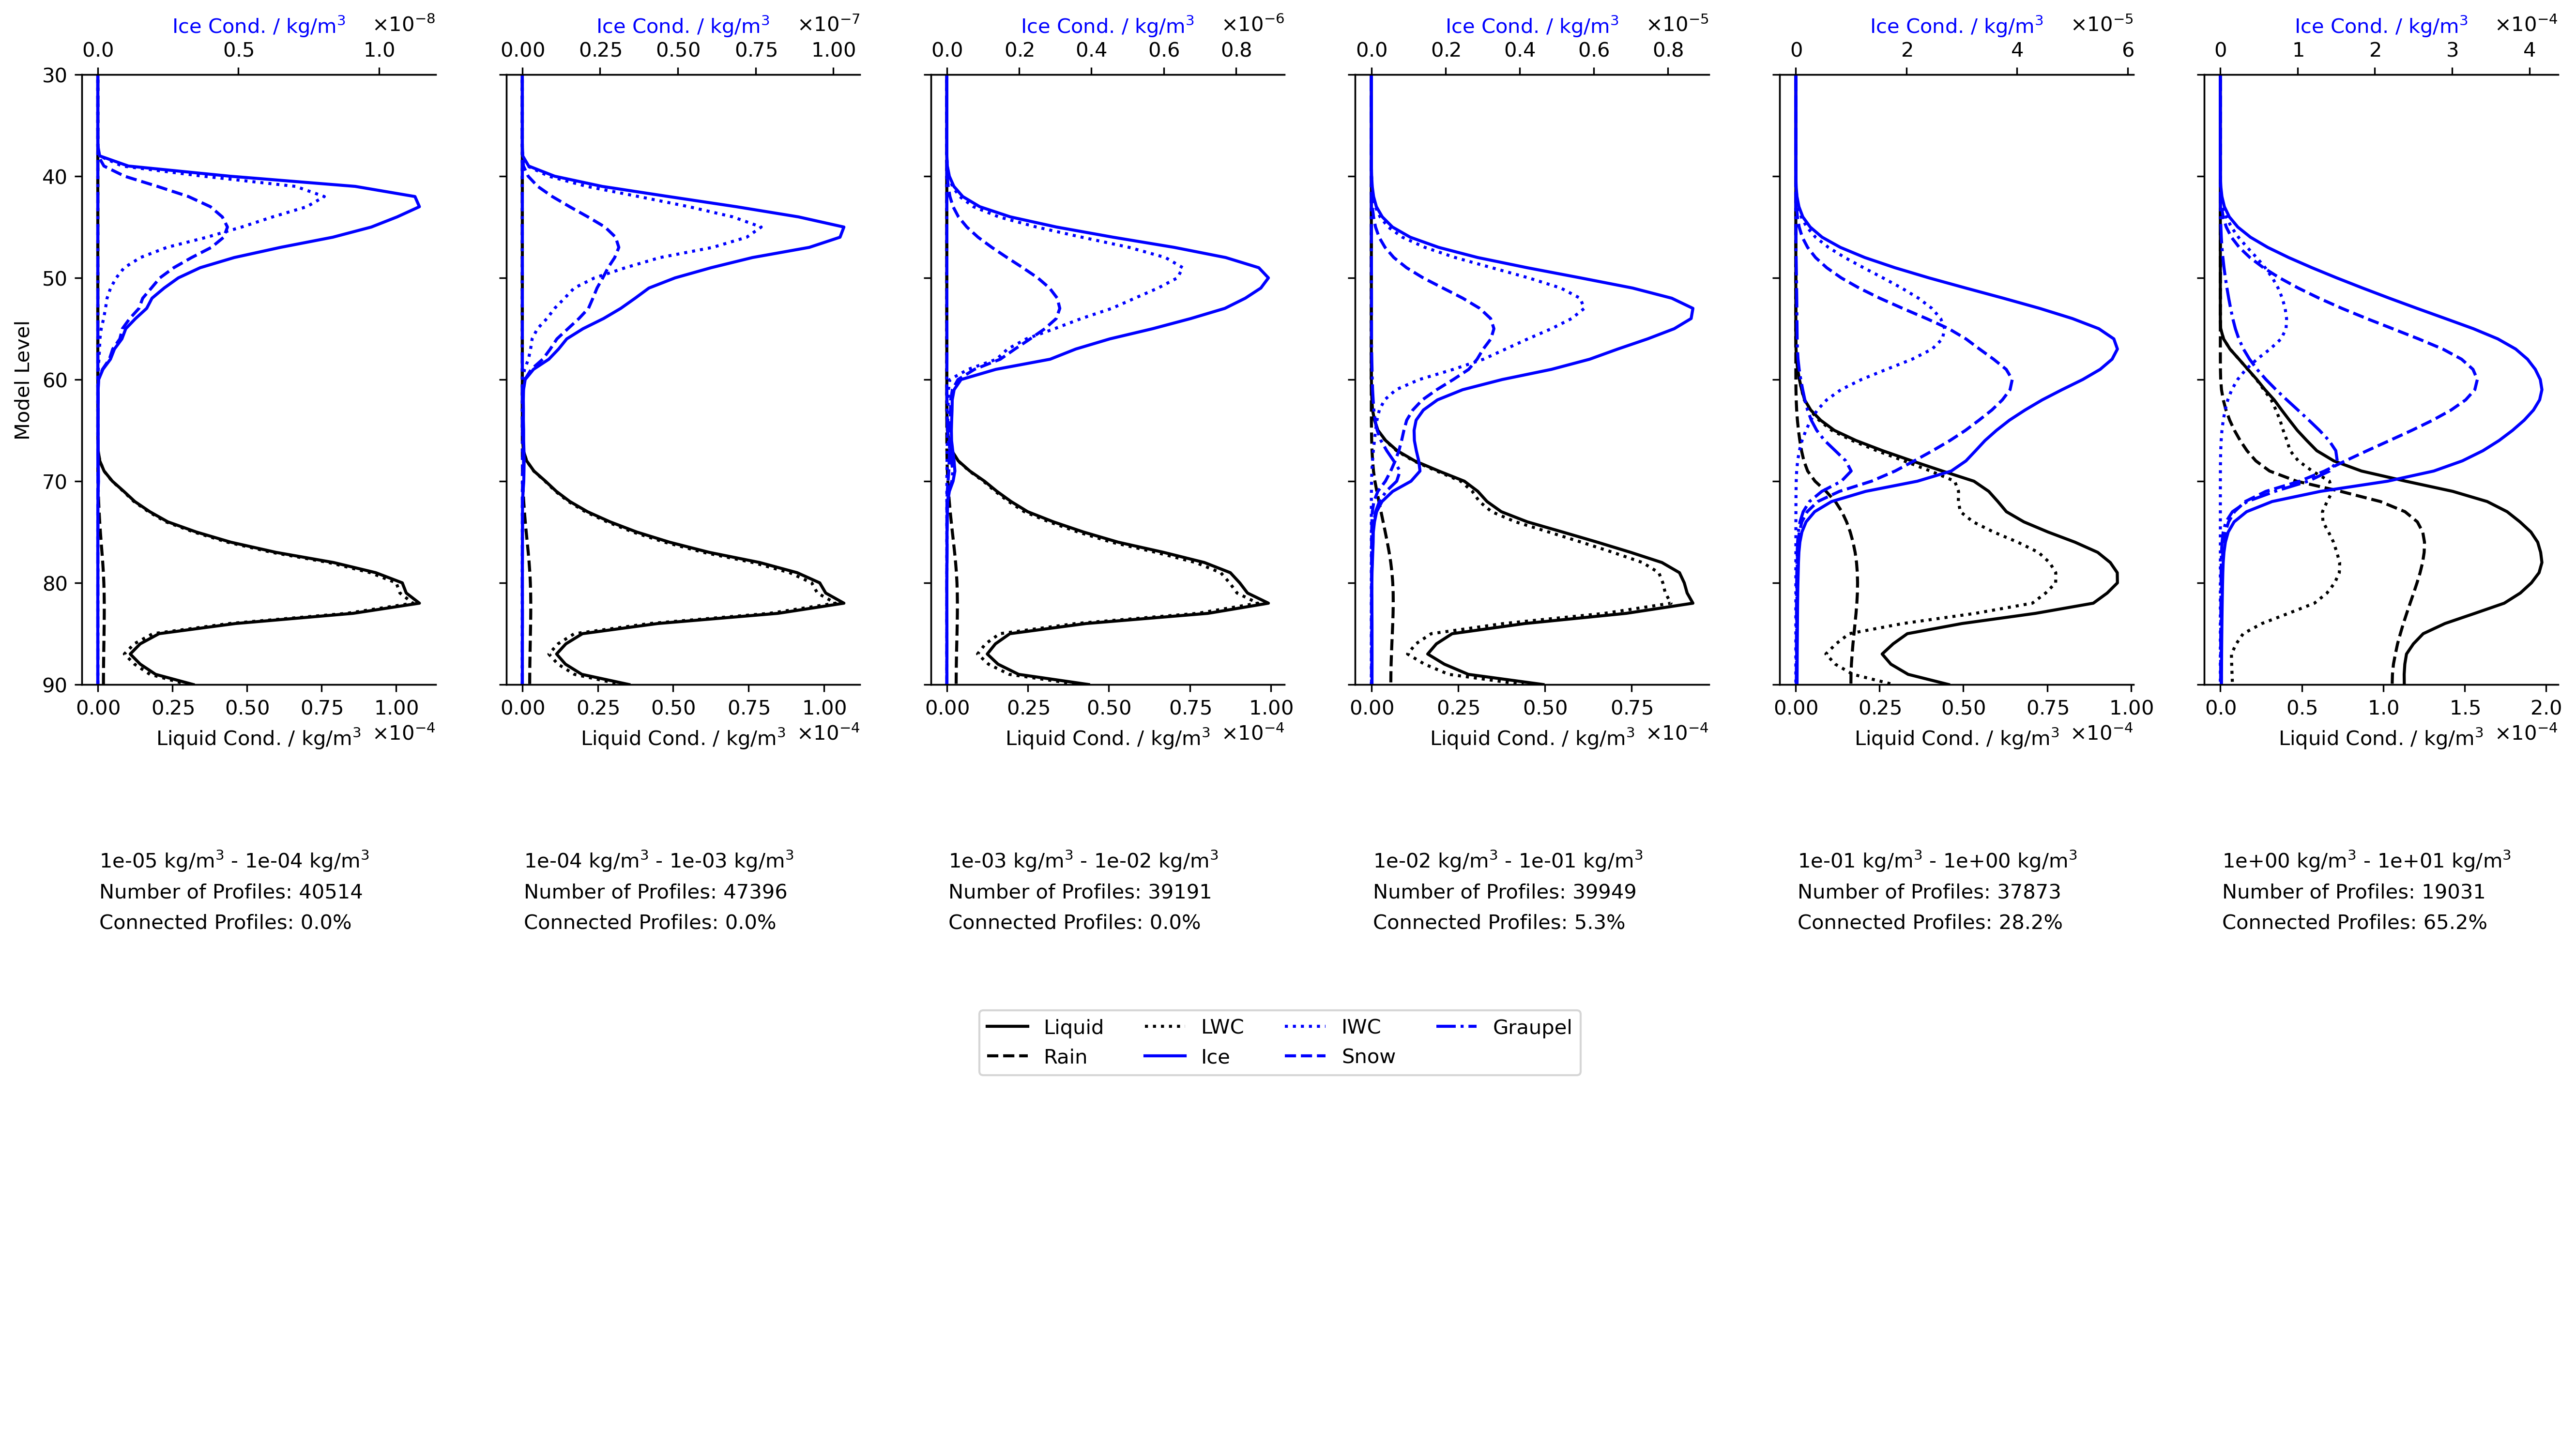 Ice Cond. / kg/m³ ×10⁻⁸ Ice Cond. / kg/m³ ×10⁻⁷ Ice Cond. / kg/m³ ×10⁻⁶ Ice Cond. / kg/m³ ×10⁻⁵ Ice Cond. / kg/m³ ×10⁻⁵ Ice Cond. / kg/m³ ×10⁻⁴
0.0 0.5 1.0 0.00 0.25 0.50 0.75 1.00 0.0 0.2 0.4 0.6 0.8 0.0 0.2 0.4 0.6 0.8 0 2 4 6 0 1 2 3 4
30
40
50
60
70
80
90
Model Level
0.00 0.25 0.50 0.75 1.00 0.00 0.25 0.50 0.75 1.00 0.00 0.25 0.50 0.75 1.00 0.00 0.25 0.50 0.75 0.00 0.25 0.50 0.75 1.00 0.0 0.5 1.0 1.5 2.0
Liquid Cond. / kg/m³ ×10⁻⁴ Liquid Cond. / kg/m³ ×10⁻⁴ Liquid Cond. / kg/m³ ×10⁻⁴ Liquid Cond. / kg/m³ ×10⁻⁴ Liquid Cond. / kg/m³ ×10⁻⁴ Liquid Cond. / kg/m³ ×10⁻⁴
1e-05 kg/m³ - 1e-04 kg/m³
Number of Profiles: 40514
Connected Profiles: 0.0%
1e-04 kg/m³ - 1e-03 kg/m³
Number of Profiles: 47396
Connected Profiles: 0.0%
1e-03 kg/m³ - 1e-02 kg/m³
Number of Profiles: 39191
Connected Profiles: 0.0%
1e-02 kg/m³ - 1e-01 kg/m³
Number of Profiles: 39949
Connected Profiles: 5.3%
1e-01 kg/m³ - 1e+00 kg/m³
Number of Profiles: 37873
Connected Profiles: 28.2%
1e+00 kg/m³ - 1e+01 kg/m³
Number of Profiles: 19031
Connected Profiles: 65.2%
Liquid LWC IWC Graupel
Rain Ice Snow